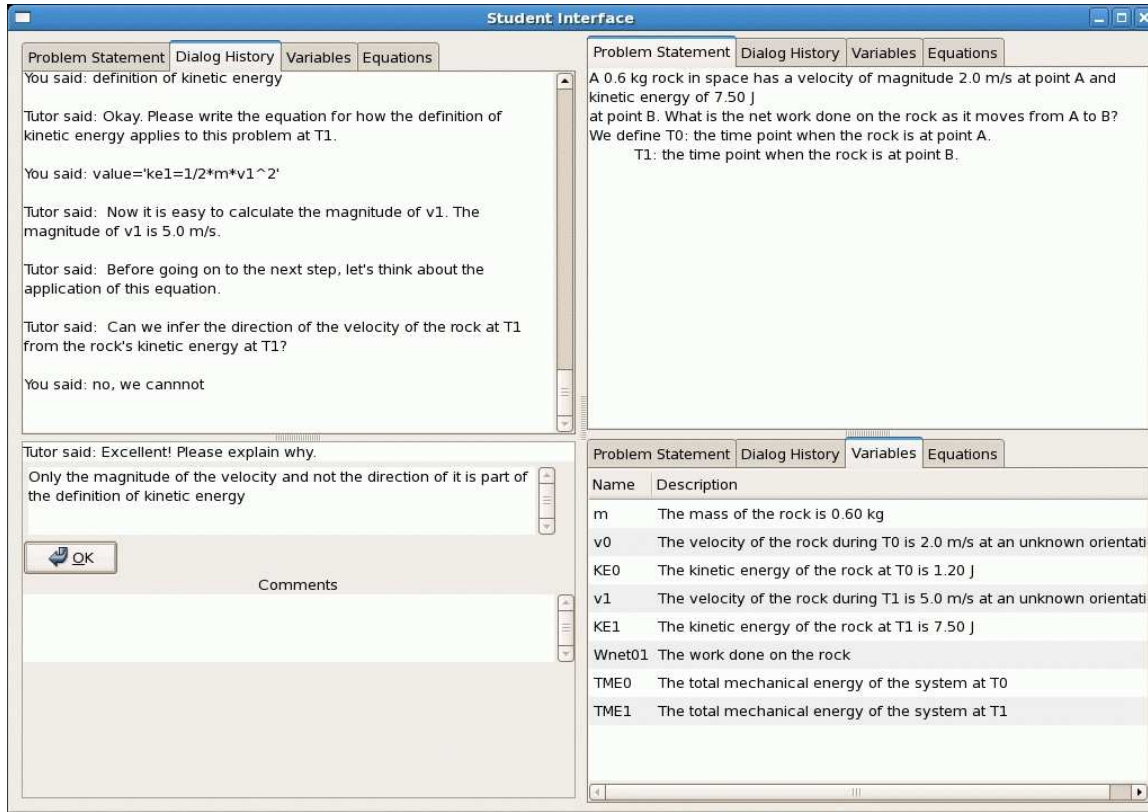 Student Interface
Problem Statement Dialog History Variables Equations
You said: definition of kinetic energy
Tutor said: Okay. Please write the equation for how the definition of
kinetic energy applies to this problem at T1.
You said: value='ke1=1/2*m*v1^2'
Tutor said: Now it is easy to calculate the magnitude of v1. The
magnitude of v1 is 5.0 m/s.
Tutor said: Before going on to the next step, let's think about the
application of this equation.
Tutor said: Can we infer the direction of the velocity of the rock at T1
from the rock's kinetic energy at T1?
You said: no, we cannnot
Tutor said: Excellent! Please explain why.
Only the magnitude of the velocity and not the direction of it is part of
the definition of kinetic energy
OK
Comments
Problem Statement Dialog History Variables Equations
A 0.6 kg rock in space has a velocity of magnitude 2.0 m/s at point A and
kinetic energy of 7.50 J
at point B. What is the net work done on the rock as it moves from A to B?
We define T0: the time point when the rock is at point A.
T1: the time point when the rock is at point B.
Problem Statement Dialog History Variables Equations
Name Description
m The mass of the rock is 0.60 kg
v0 The velocity of the rock during T0 is 2.0 m/s at an unknown orientati
KE0 The kinetic energy of the rock at T0 is 1.20 J
v1 The velocity of the rock during T1 is 5.0 m/s at an unknown orientati
KE1 The kinetic energy of the rock at T1 is 7.50 J
Wnet01 The work done on the rock
TME0 The total mechanical energy of the system at T0
TME1 The total mechanical energy of the system at T1